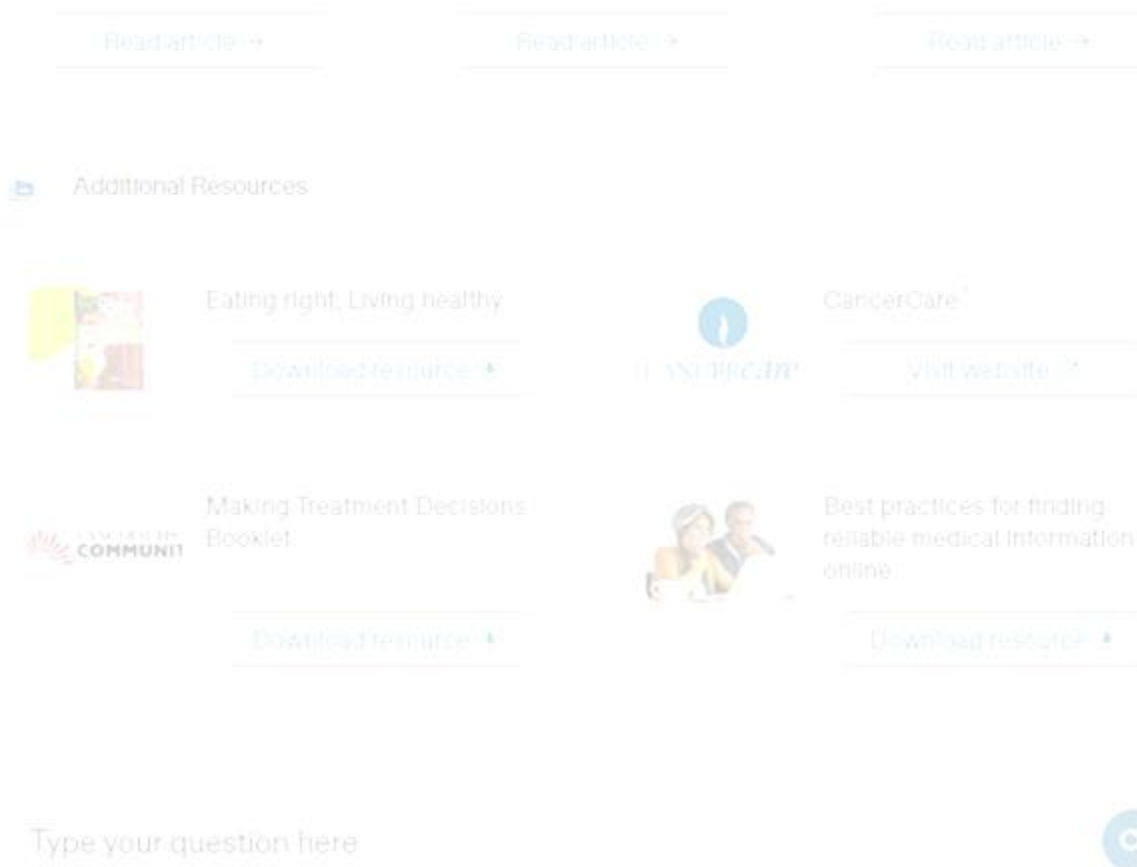 Read article →
Read article →
Read article →
Additional Resources
Eating right, Living healthy
Download resource
CancerCare
Visit website
Making Treatment Decisions
Booklet
COMMUNIT
Download resource
Best practices for finding
reliable medical information
online
Download resource
Type your question here